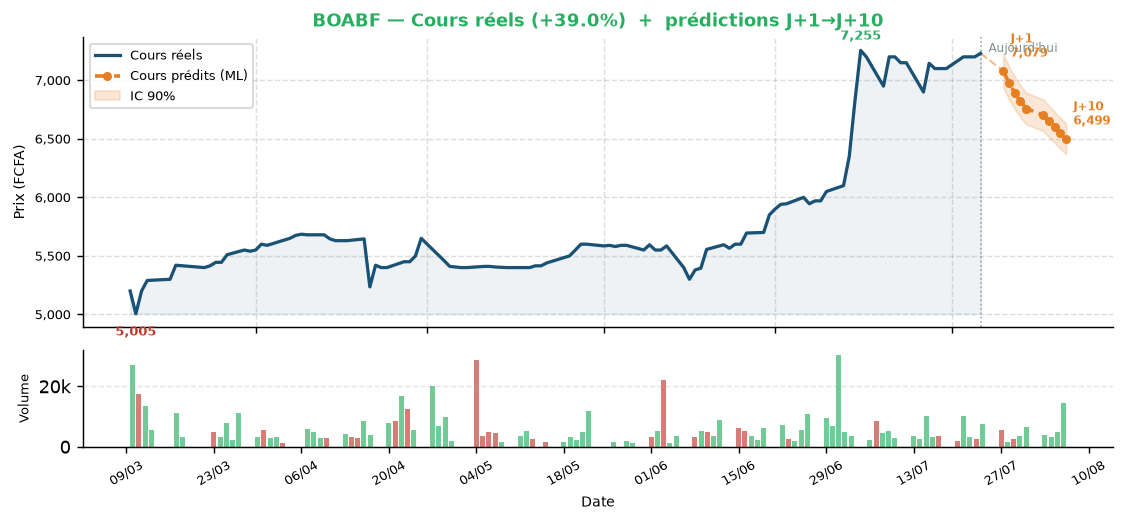 BOABF — Cours réels (+39.0%)  +  prédictions J+1→J+10
Cours réels
Cours prédits (ML)
IC 90%
7,255
Aujourd'hui
J+1
7,079
J+10
6,499
5,005
Prix (FCFA)
7,000
6,500
6,000
5,500
5,000
Volume
20k
0
09/03
23/03
06/04
20/04
04/05
18/05
01/06
15/06
29/06
13/07
27/07
10/08
Date